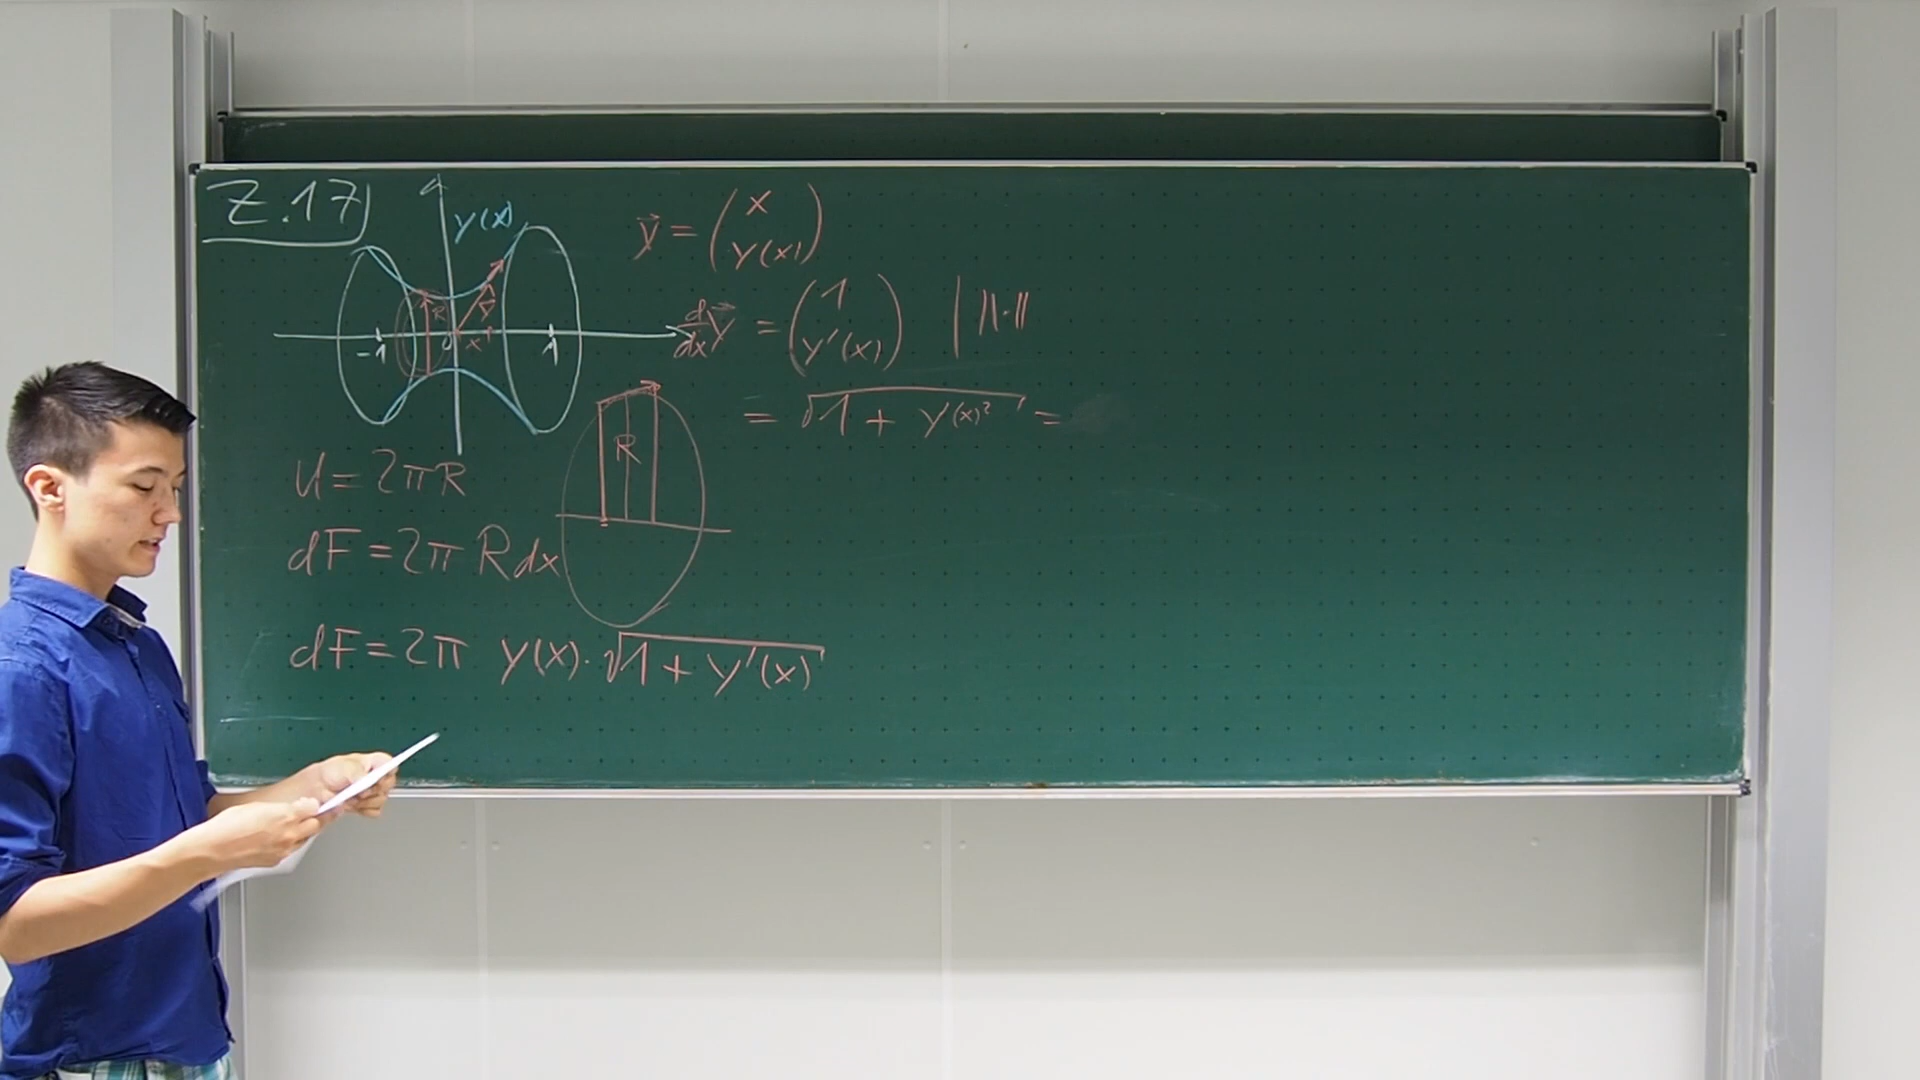 Z.17)
y(x)
R
-1 0 x 1
y⃗ = (x
y(x))
d/dx y⃗ = (1
y'(x)) | ||·||
= √(1 + y(x)²) =
R
U = 2πR
dF = 2π R dx
dF = 2π y(x) · √(1 + y'(x))